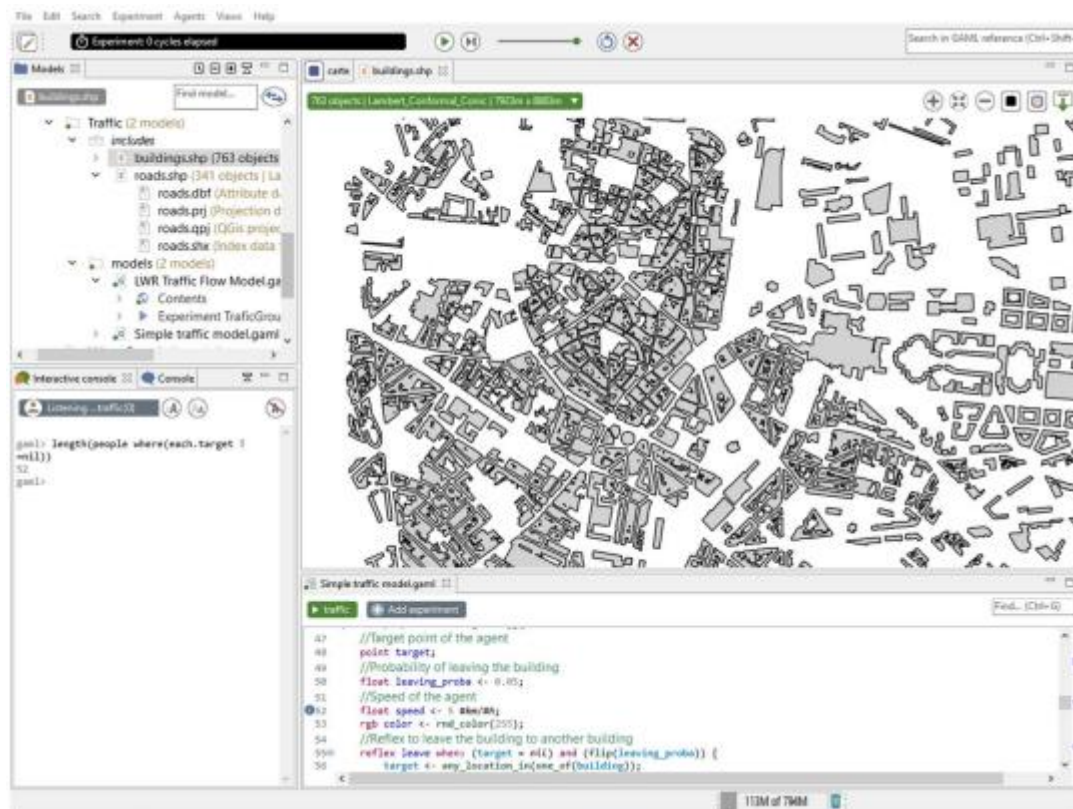 File Edit Search Experiment Agents Views Help
Experiment: 0 cycles elapsed
Search in GAML reference (Ctrl+Shift+
Models
buildings.shp
Find model...
Traffic (2 models)
includes
buildings.shp (763 objects
roads.shp (341 objects | La
roads.dbf (Attribute d
roads.prj (Projection d
roads.qpj (QGis projec
roads.shx (Index data
models (2 models)
LWR Traffic Flow Model.ga
Contents
Experiment TraficGrou
Simple traffic model.gaml
carte
buildings.shp
763 objects | Lambert_Conformal_Conic |
Interactive console
Console
Listening...traffic(0)
gaml> length(people where(each.target !
=nil))
52
gaml>
Simple traffic model.gaml
traffic
Add experiment
Find... (Ctrl+G)
47 //Target point of the agent
48 point target;
49 //Probability of leaving the building
50 float leaving_proba <- 0.05;
51 //Speed of the agent
52 float speed <- 5 #km/#h;
53 rgb color <- rnd_color(255);
54 //Reflex to leave the building to another building
55 reflex leave when: (target = nil) and (flip(leaving_proba)) {
56 target <- any_location_in(one_of(building));
113M of 794M